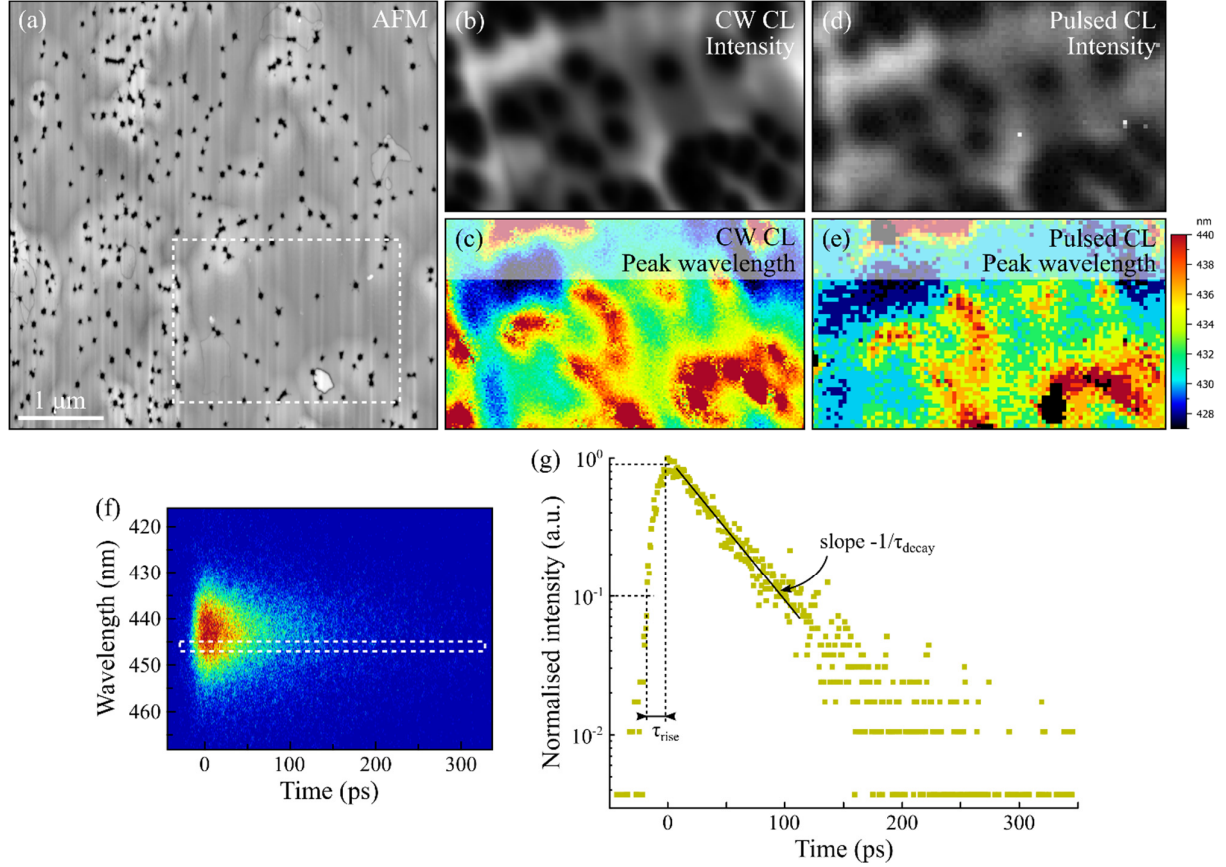 (a)
AFM
1 μm
(b)
CW CL
Intensity
(d)
Pulsed CL
Intensity
(c)
CW CL
Peak wavelength
(e)
Pulsed CL
Peak wavelength
nm
440
438
436
434
432
430
428
(f)
Wavelength (nm)
420
430
440
450
460
0
100
200
300
Time (ps)
(g)
Normalised intensity (a.u.)
10⁰
10⁻¹
10⁻²
slope -1/τdecay
τrise
0
100
200
300
Time (ps)